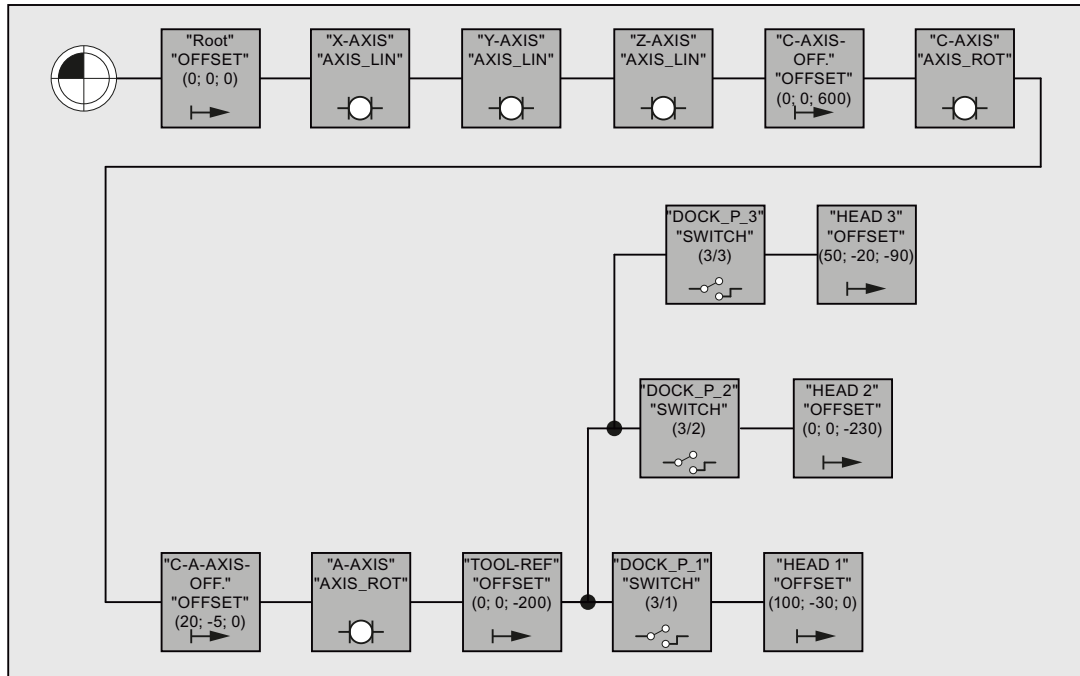 "Root"
"OFFSET"
(0; 0; 0)
"X-AXIS"
"AXIS_LIN"
"Y-AXIS"
"AXIS_LIN"
"Z-AXIS"
"AXIS_LIN"
"C-AXIS-
OFF."
"OFFSET"
(0; 0; 600)
"C-AXIS"
"AXIS_ROT"
"DOCK_P_3"
"SWITCH"
(3/3)
"HEAD 3"
"OFFSET"
(50; -20; -90)
"DOCK_P_2"
"SWITCH"
(3/2)
"HEAD 2"
"OFFSET"
(0; 0; -230)
"C-A-AXIS-
OFF."
"OFFSET"
(20; -5; 0)
"A-AXIS"
"AXIS_ROT"
"TOOL-REF"
"OFFSET"
(0; 0; -200)
"DOCK_P_1"
"SWITCH"
(3/1)
"HEAD 1"
"OFFSET"
(100; -30; 0)